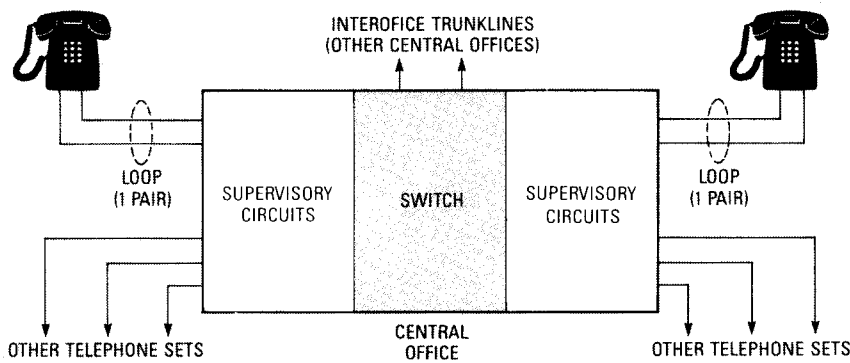 INTEROFICE TRUNKLINES
(OTHER CENTRAL OFFICES)
LOOP
(1 PAIR)
SUPERVISORY
CIRCUITS
SWITCH
SUPERVISORY
CIRCUITS
LOOP
(1 PAIR)
OTHER TELEPHONE SETS
CENTRAL
OFFICE
OTHER TELEPHONE SETS